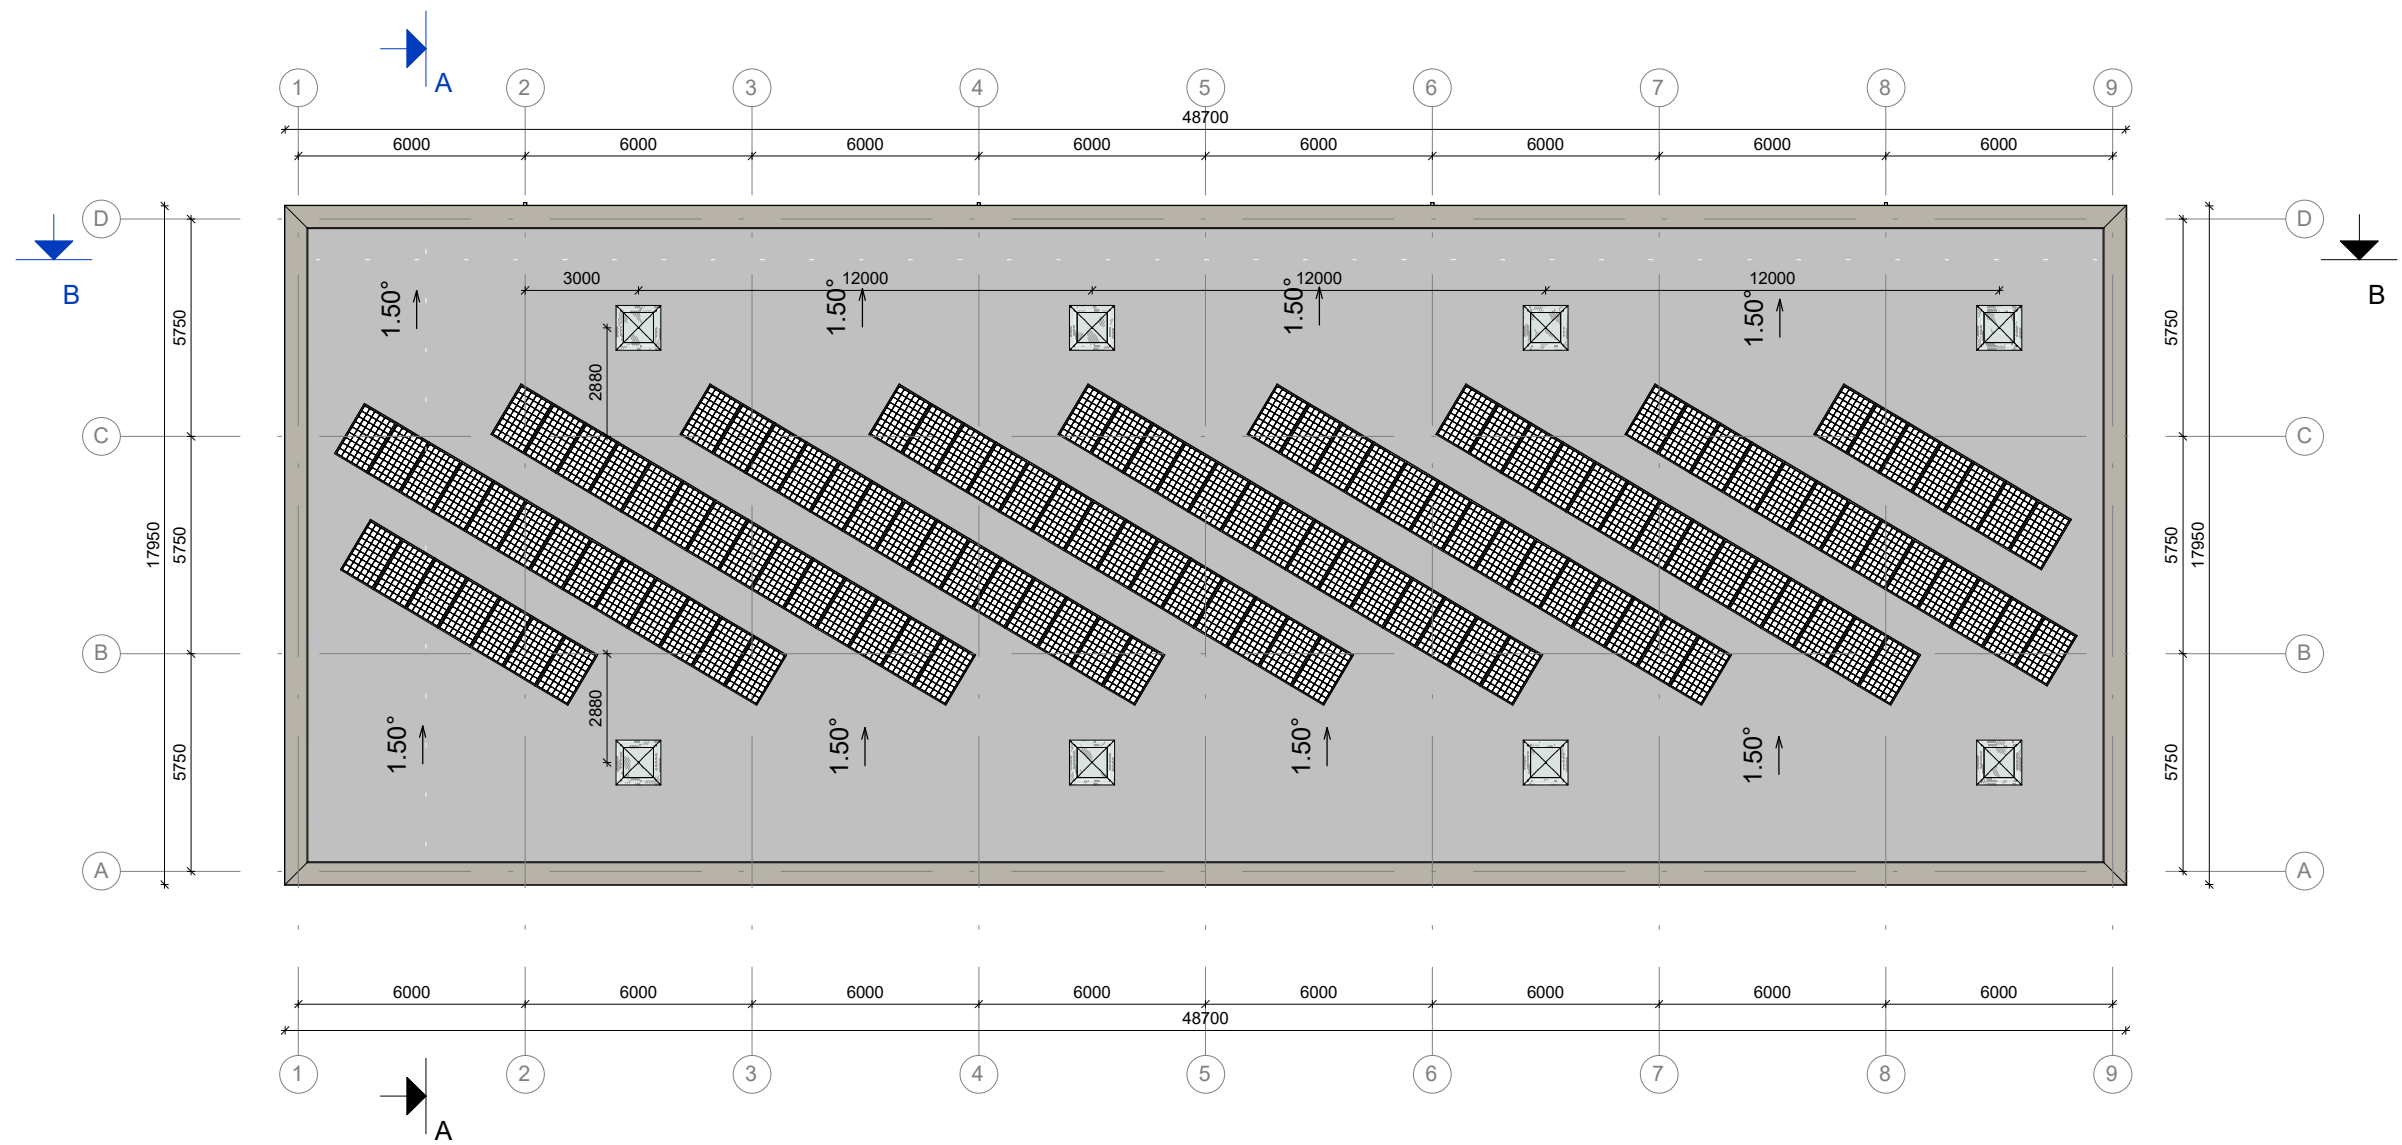 A
1 2 3 4 5 6 7 8 9
48700
6000 6000 6000 6000 6000 6000 6000 6000
D D
B B
3000 12000 12000 12000
1.50° 1.50° 1.50° 1.50°
5750 5750
2880
C C
17950 5750 5750 17950
B B
2880
1.50° 1.50° 1.50° 1.50°
5750 5750
A A
6000 6000 6000 6000 6000 6000 6000 6000
48700
1 2 3 4 5 6 7 8 9
A